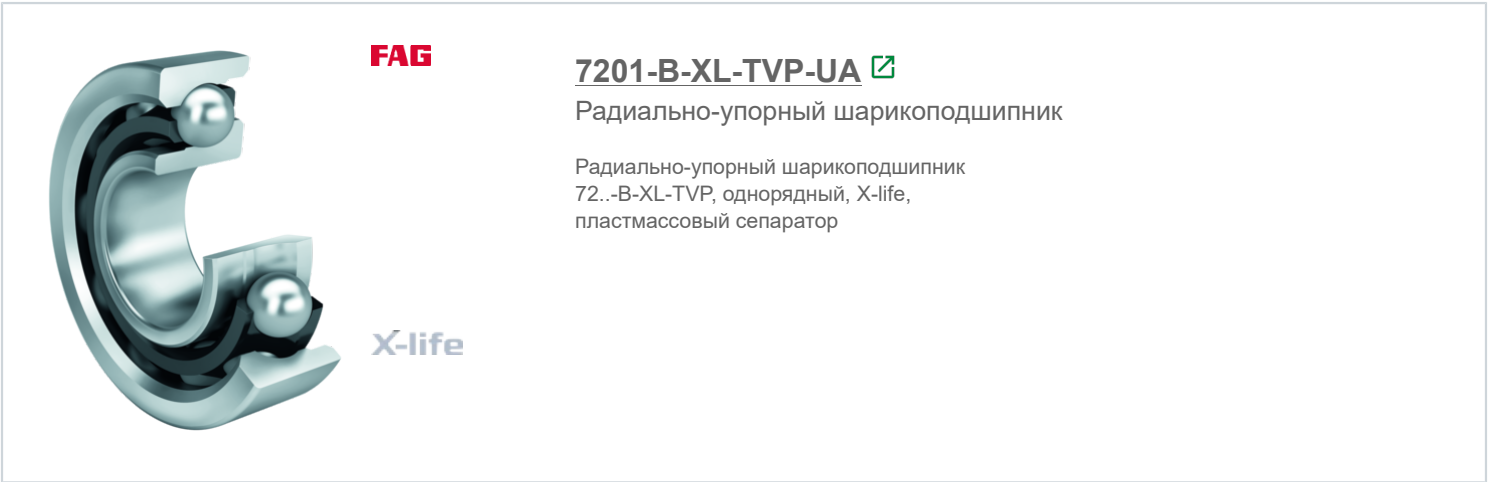 FAG
7201-B-XL-TVP-UA
Радиально-упорный шарикоподшипник
Радиально-упорный шарикоподшипник
72..-B-XL-TVP, однорядный, X-life,
пластмассовый сепаратор
X-life